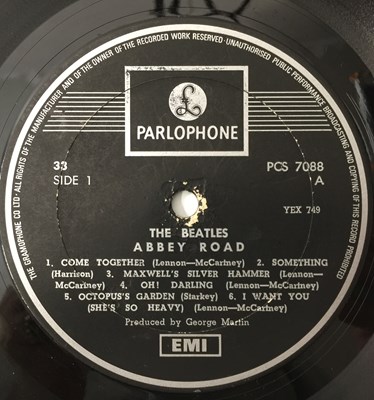 THE GRAMOPHONE CO LTD · ALL RIGHTS OF THE MANUFACTURER AND OF THE OWNER OF THE RECORDED WORK RESERVED · UNAUTHORISED PUBLIC PERFORMANCE BROADCASTING AND COPYING OF THIS RECORD PROHIBITED
£
PARLOPHONE
33
PCS 7088
SIDE 1
A
YEX 749
THE BEATLES
ABBEY ROAD
1. COME TOGETHER (Lennon—McCartney) 2. SOMETHING
(Harrison) 3. MAXWELL'S SILVER HAMMER (Lennon—
McCartney) 4. OH! DARLING (Lennon—McCartney)
5. OCTOPUS'S GARDEN (Starkey) 6. I WANT YOU
(SHE'S SO HEAVY) (Lennon—McCartney)
Produced by George Martin
EMI